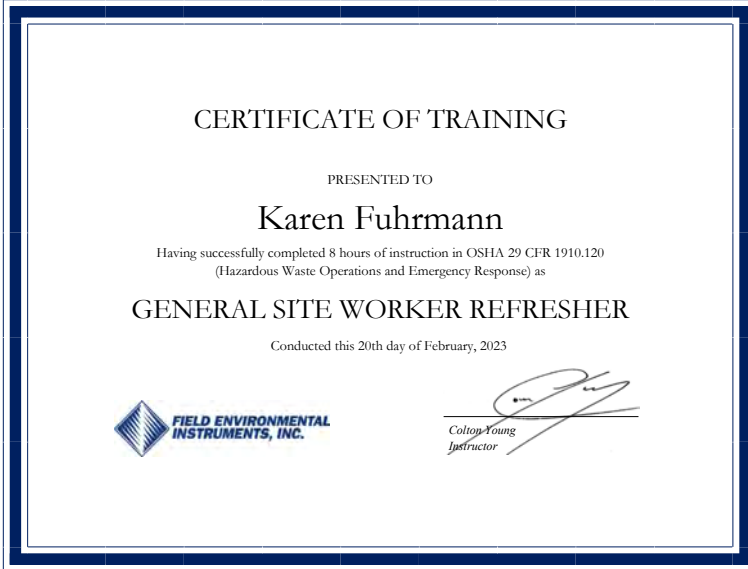 CERTIFICATE OF TRAINING
PRESENTED TO
Karen Fuhrmann
Having successfully completed 8 hours of instruction in OSHA 29 CFR 1910.120
(Hazardous Waste Operations and Emergency Response) as
GENERAL SITE WORKER REFRESHER
Conducted this 20th day of February, 2023
FIELD ENVIRONMENTAL
INSTRUMENTS, INC.
Colton Young
Instructor